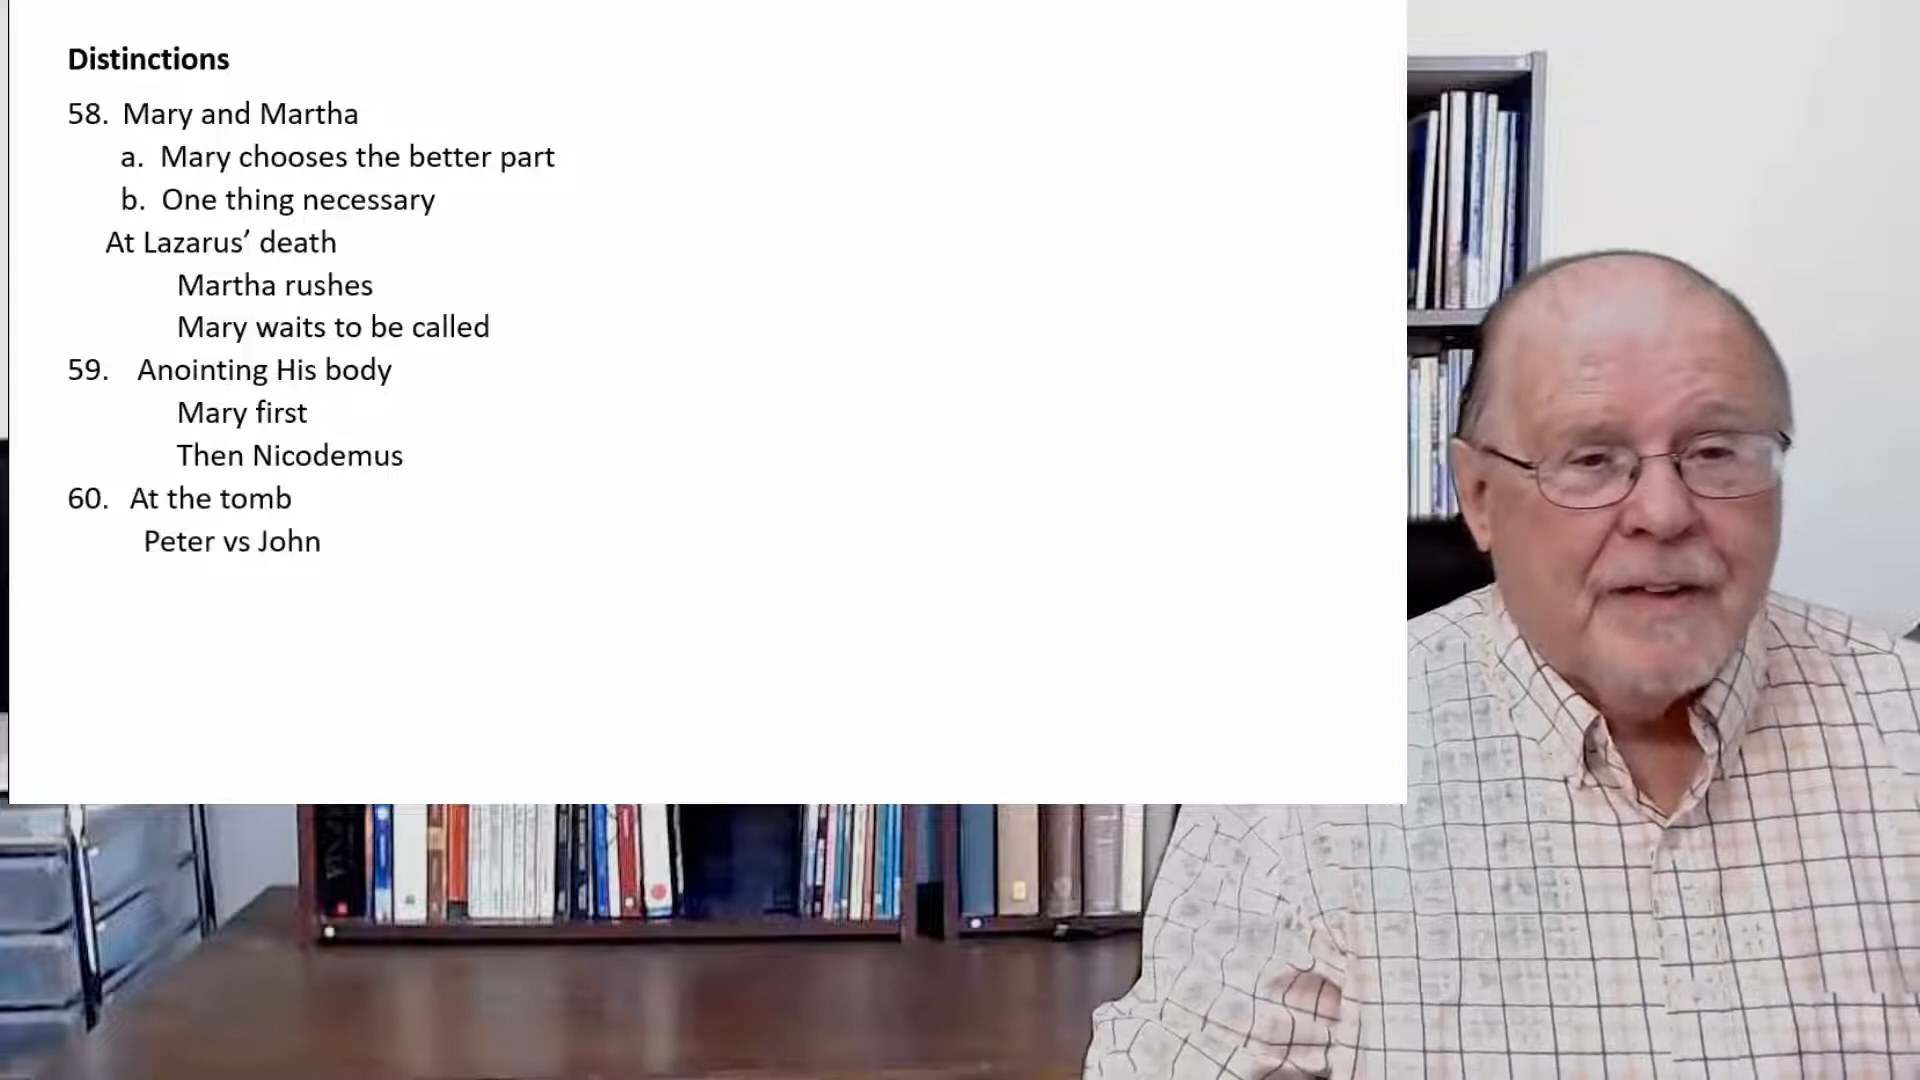 Distinctions
58. Mary and Martha
a. Mary chooses the better part
b. One thing necessary
At Lazarus’ death
Martha rushes
Mary waits to be called
59. Anointing His body
Mary first
Then Nicodemus
60. At the tomb
Peter vs John